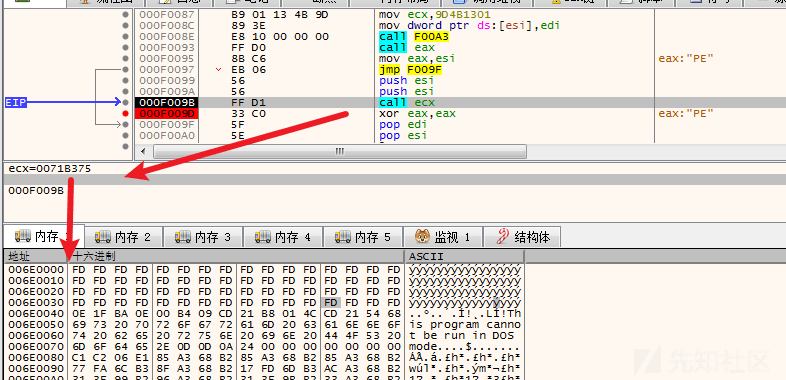 000F0087 B9 01 13 4B 9D mov ecx,9D4B1301
000F008C 89 3E mov dword ptr ds:[esi],edi
000F008E E8 10 00 00 00 call F00A3
000F0093 FF D0 call eax
000F0095 8B C6 mov eax,esi eax:"PE"
000F0097 EB 06 jmp F009F
000F0099 56 push esi
000F009A 56 push esi
EIP 000F009B FF D1 call ecx
000F009D 33 C0 xor eax,eax eax:"PE"
000F009F 5F pop edi
000F00A0 5E pop esi
ecx=0071B375
000F009B
内存 内存 2 内存 3 内存 4 内存 5 监视 1 结构体
地址 十六进制 ASCII
006E0000 FD FD FD FD FD FD FD FD FD FD FD FD FD FD FD FD ýýýýýýýýýýýýýýýý
006E0010 FD FD FD FD FD FD FD FD FD FD FD FD FD FD FD FD ýýýýýýýýýýýýýýýý
006E0020 FD FD FD FD FD FD FD FD FD FD FD FD FD FD FD FD ýýýýýýýýýýýýýýýý
006E0030 FD FD FD FD FD FD FD FD FD FD FD FD FD FD FD FD ýýýýýýýýýýýýýýýý
006E0040 0E 1F BA 0E 00 B4 09 CD 21 B8 01 4C CD 21 54 68 ..º..´.Í!¸.LÍ!Th
006E0050 69 73 20 70 72 6F 67 72 61 6D 20 63 61 6E 6E 6F is program canno
006E0060 74 20 62 65 20 72 75 6E 20 69 6E 20 44 4F 53 20 t be run in DOS
006E0070 6D 6F 64 65 2E 0D 0D 0A 24 00 00 00 00 00 00 00 mode....$.......
006E0080 C1 C2 06 E1 85 A3 68 B2 85 A3 68 B2 85 A3 68 B2 ÁÂ.á.£h².£h².£h²
006E0090 77 FA 6C B3 8F A3 68 B2 17 FD 6D B3 AC A3 68 B2 wúl³.£h².ým³¬£h²
先知社区